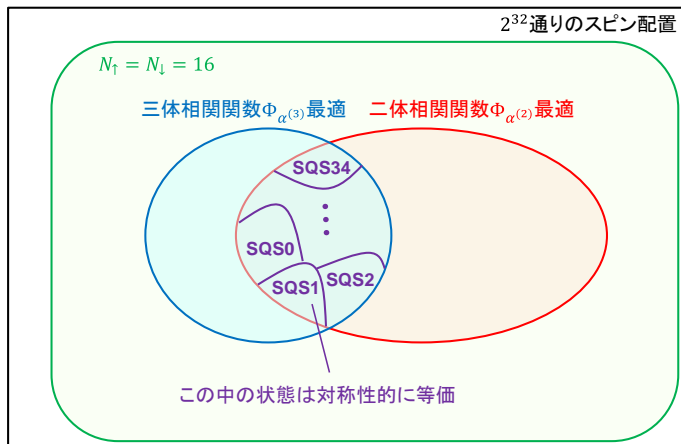 2³²通りのスピン配置
N↑ = N↓ = 16
三体相関関数Φα⁽³⁾最適
二体相関関数Φα⁽²⁾最適
SQS34
SQS0
SQS1
SQS2
この中の状態は対称性的に等価